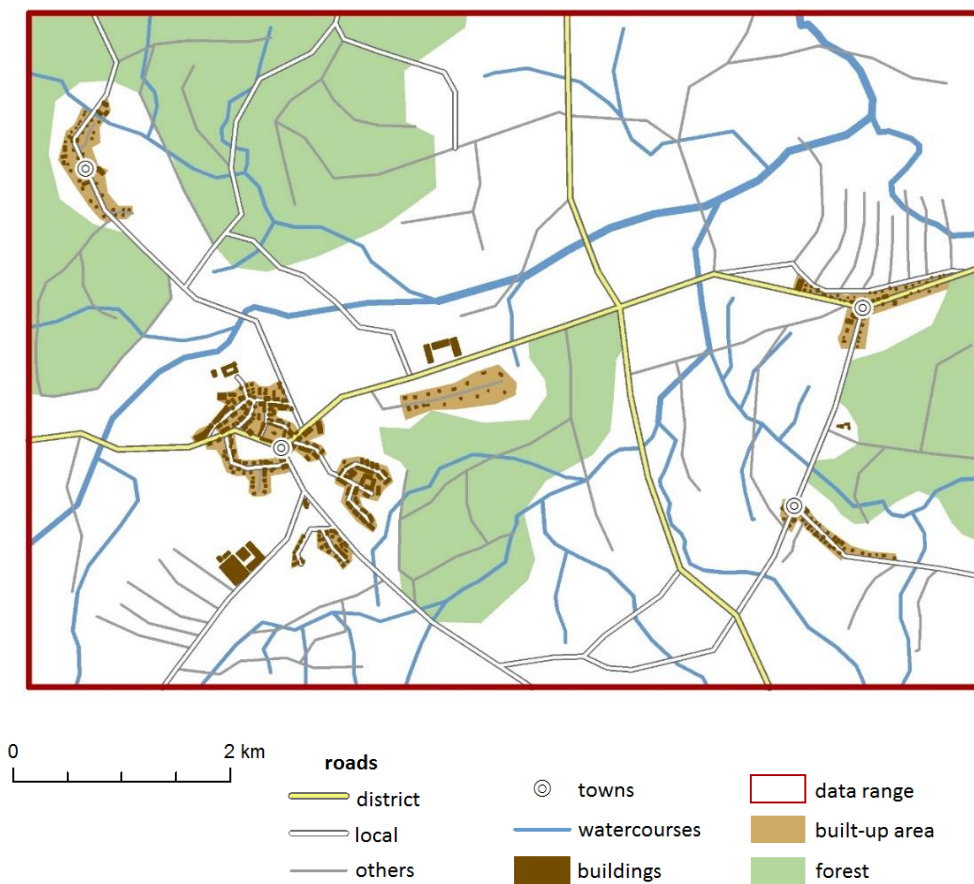 0 2 km
roads
district
local
others
towns
watercourses
buildings
data range
built-up area
forest